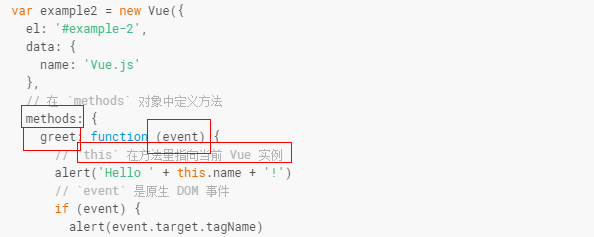 var example2 = new Vue({
el: '#example-2',
data: {
name: 'Vue.js'
},
// 在 `methods` 对象中定义方法
methods: {
greet: function (event) {
// `this` 在方法里指向当前 Vue 实例
alert('Hello ' + this.name + '!')
// `event` 是原生 DOM 事件
if (event) {
alert(event.target.tagName)